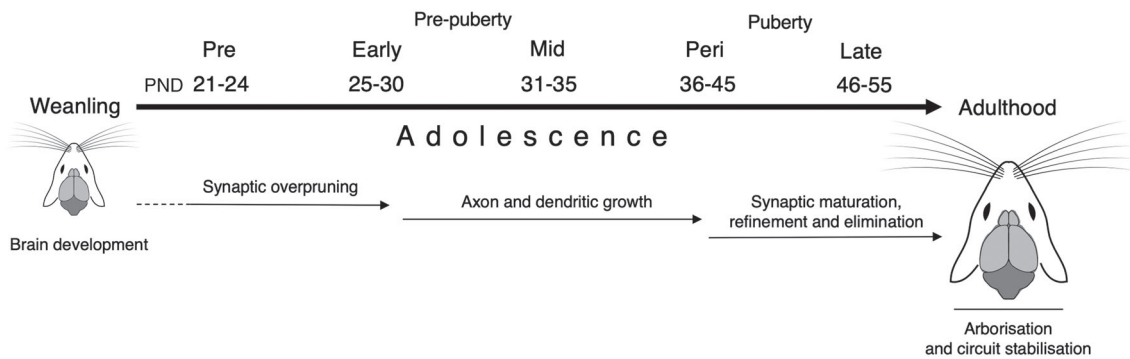 Pre-puberty
Puberty
Pre
Early
Mid
Peri
Late
PND 21-24
25-30
31-35
36-45
46-55
Weanling
Adulthood
Adolescence
Synaptic overpruning
Axon and dendritic growth
Synaptic maturation,
refinement and elimination
Brain development
Arborisation
and circuit stabilisation